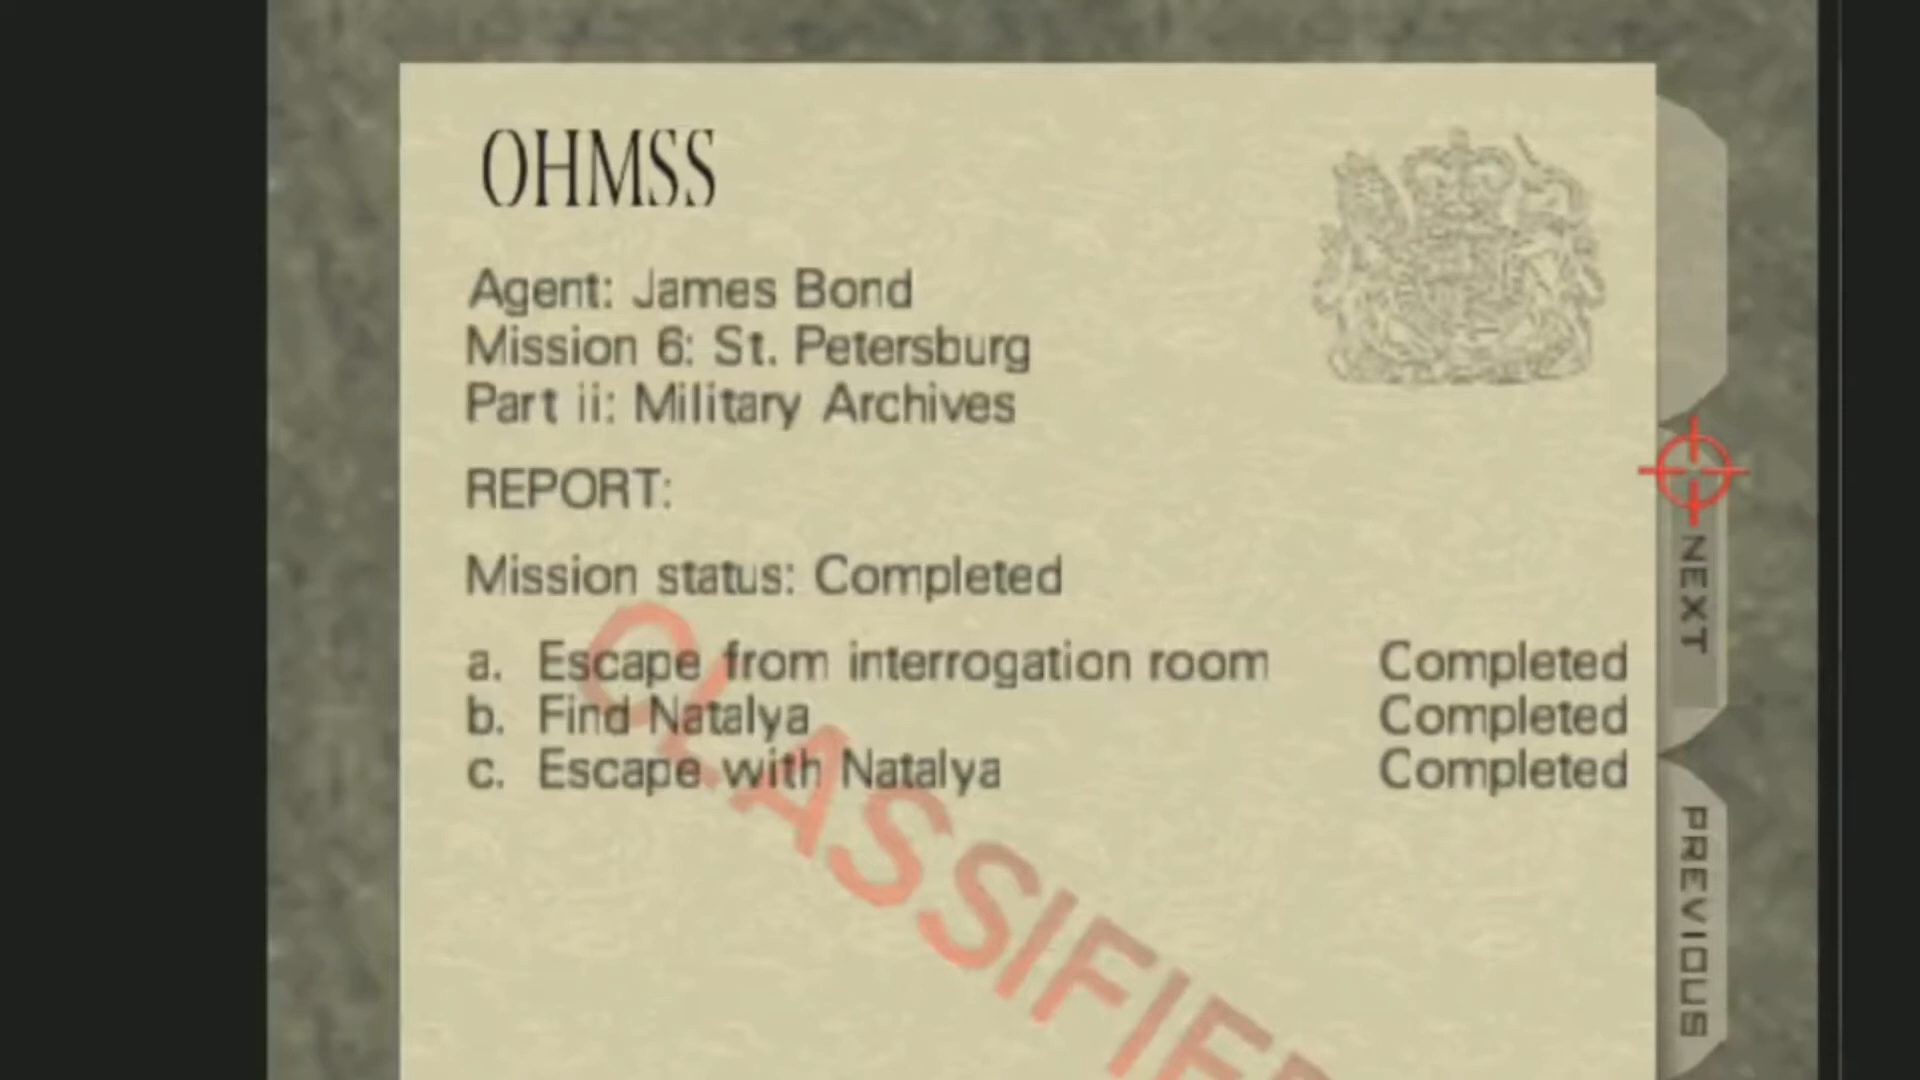 OHMSS
Agent: James Bond
Mission 6: St. Petersburg
Part ii: Military Archives
REPORT:
Mission status: Completed
a. Escape from interrogation room Completed
b. Find Natalya Completed
c. Escape with Natalya Completed
CLASSIFIE
NEXT
PREVIOUS